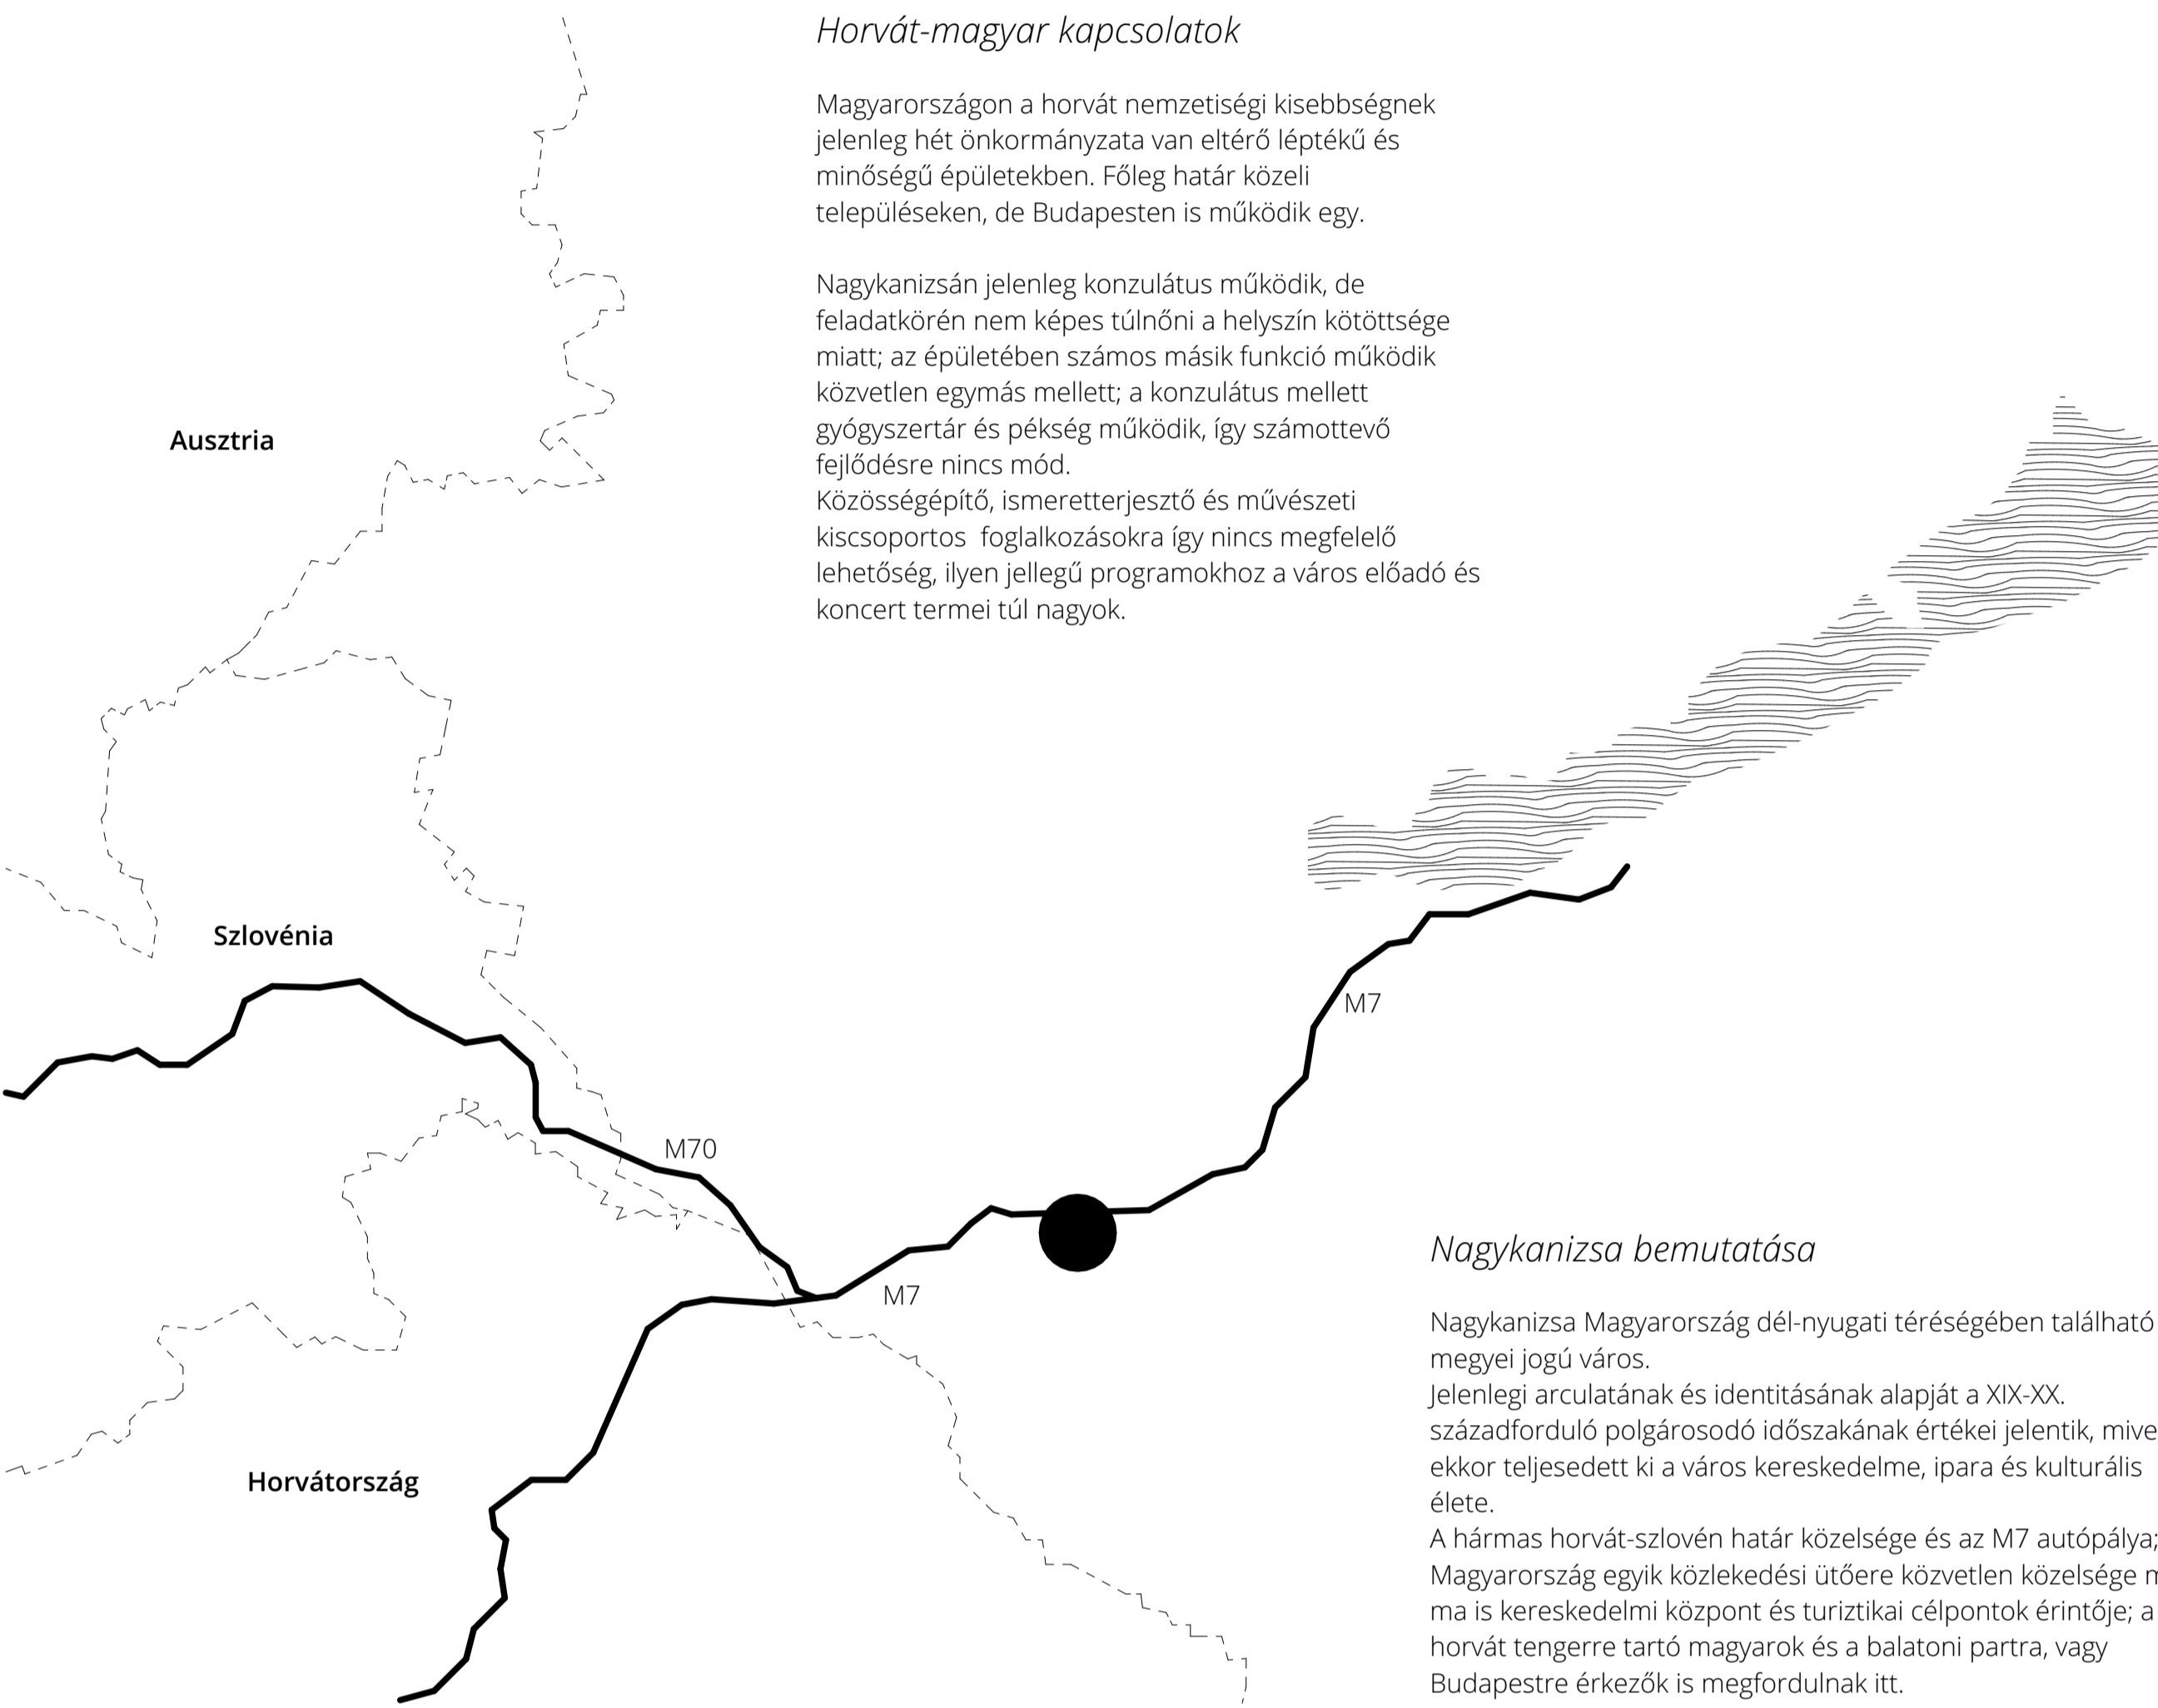 Horvát-magyar kapcsolatok
Magyarországon a horvát nemzetiségi kisebbségnek
jelenleg hét önkormányzata van eltérő léptékű és
minőségű épületekben. Főleg határ közeli
településeken, de Budapesten is működik egy.
Nagykanizsán jelenleg konzulátus működik, de
feladatkörén nem képes túlnőni a helyszín kötöttsége
miatt; az épületében számos másik funkció működik
közvetlen egymás mellett; a konzulátus mellett
gyógyszertár és pékség működik, így számottevő
fejlődésre nincs mód.
Közösségépítő, ismeretterjesztő és művészeti
kiscsoportos  foglalkozásokra így nincs megfelelő
lehetőség, ilyen jellegű programokhoz a város előadó és
koncert termei túl nagyok.
Ausztria
Szlovénia
M7
M70
M7
Horvátország
Nagykanizsa bemutatása
Nagykanizsa Magyarország dél-nyugati téréségében található
megyei jogú város.
Jelenlegi arculatának és identitásának alapját a XIX-XX.
századforduló polgárosodó időszakának értékei jelentik, mive
ekkor teljesedett ki a város kereskedelme, ipara és kulturális
élete.
A hármas horvát-szlovén határ közelsége és az M7 autópálya;
Magyarország egyik közlekedési ütőere közvetlen közelsége
ma is kereskedelmi központ és turiztikai célpontok érintője; a
horvát tengerre tartó magyarok és a balatoni partra, vagy
Budapestre érkezők is megfordulnak itt.